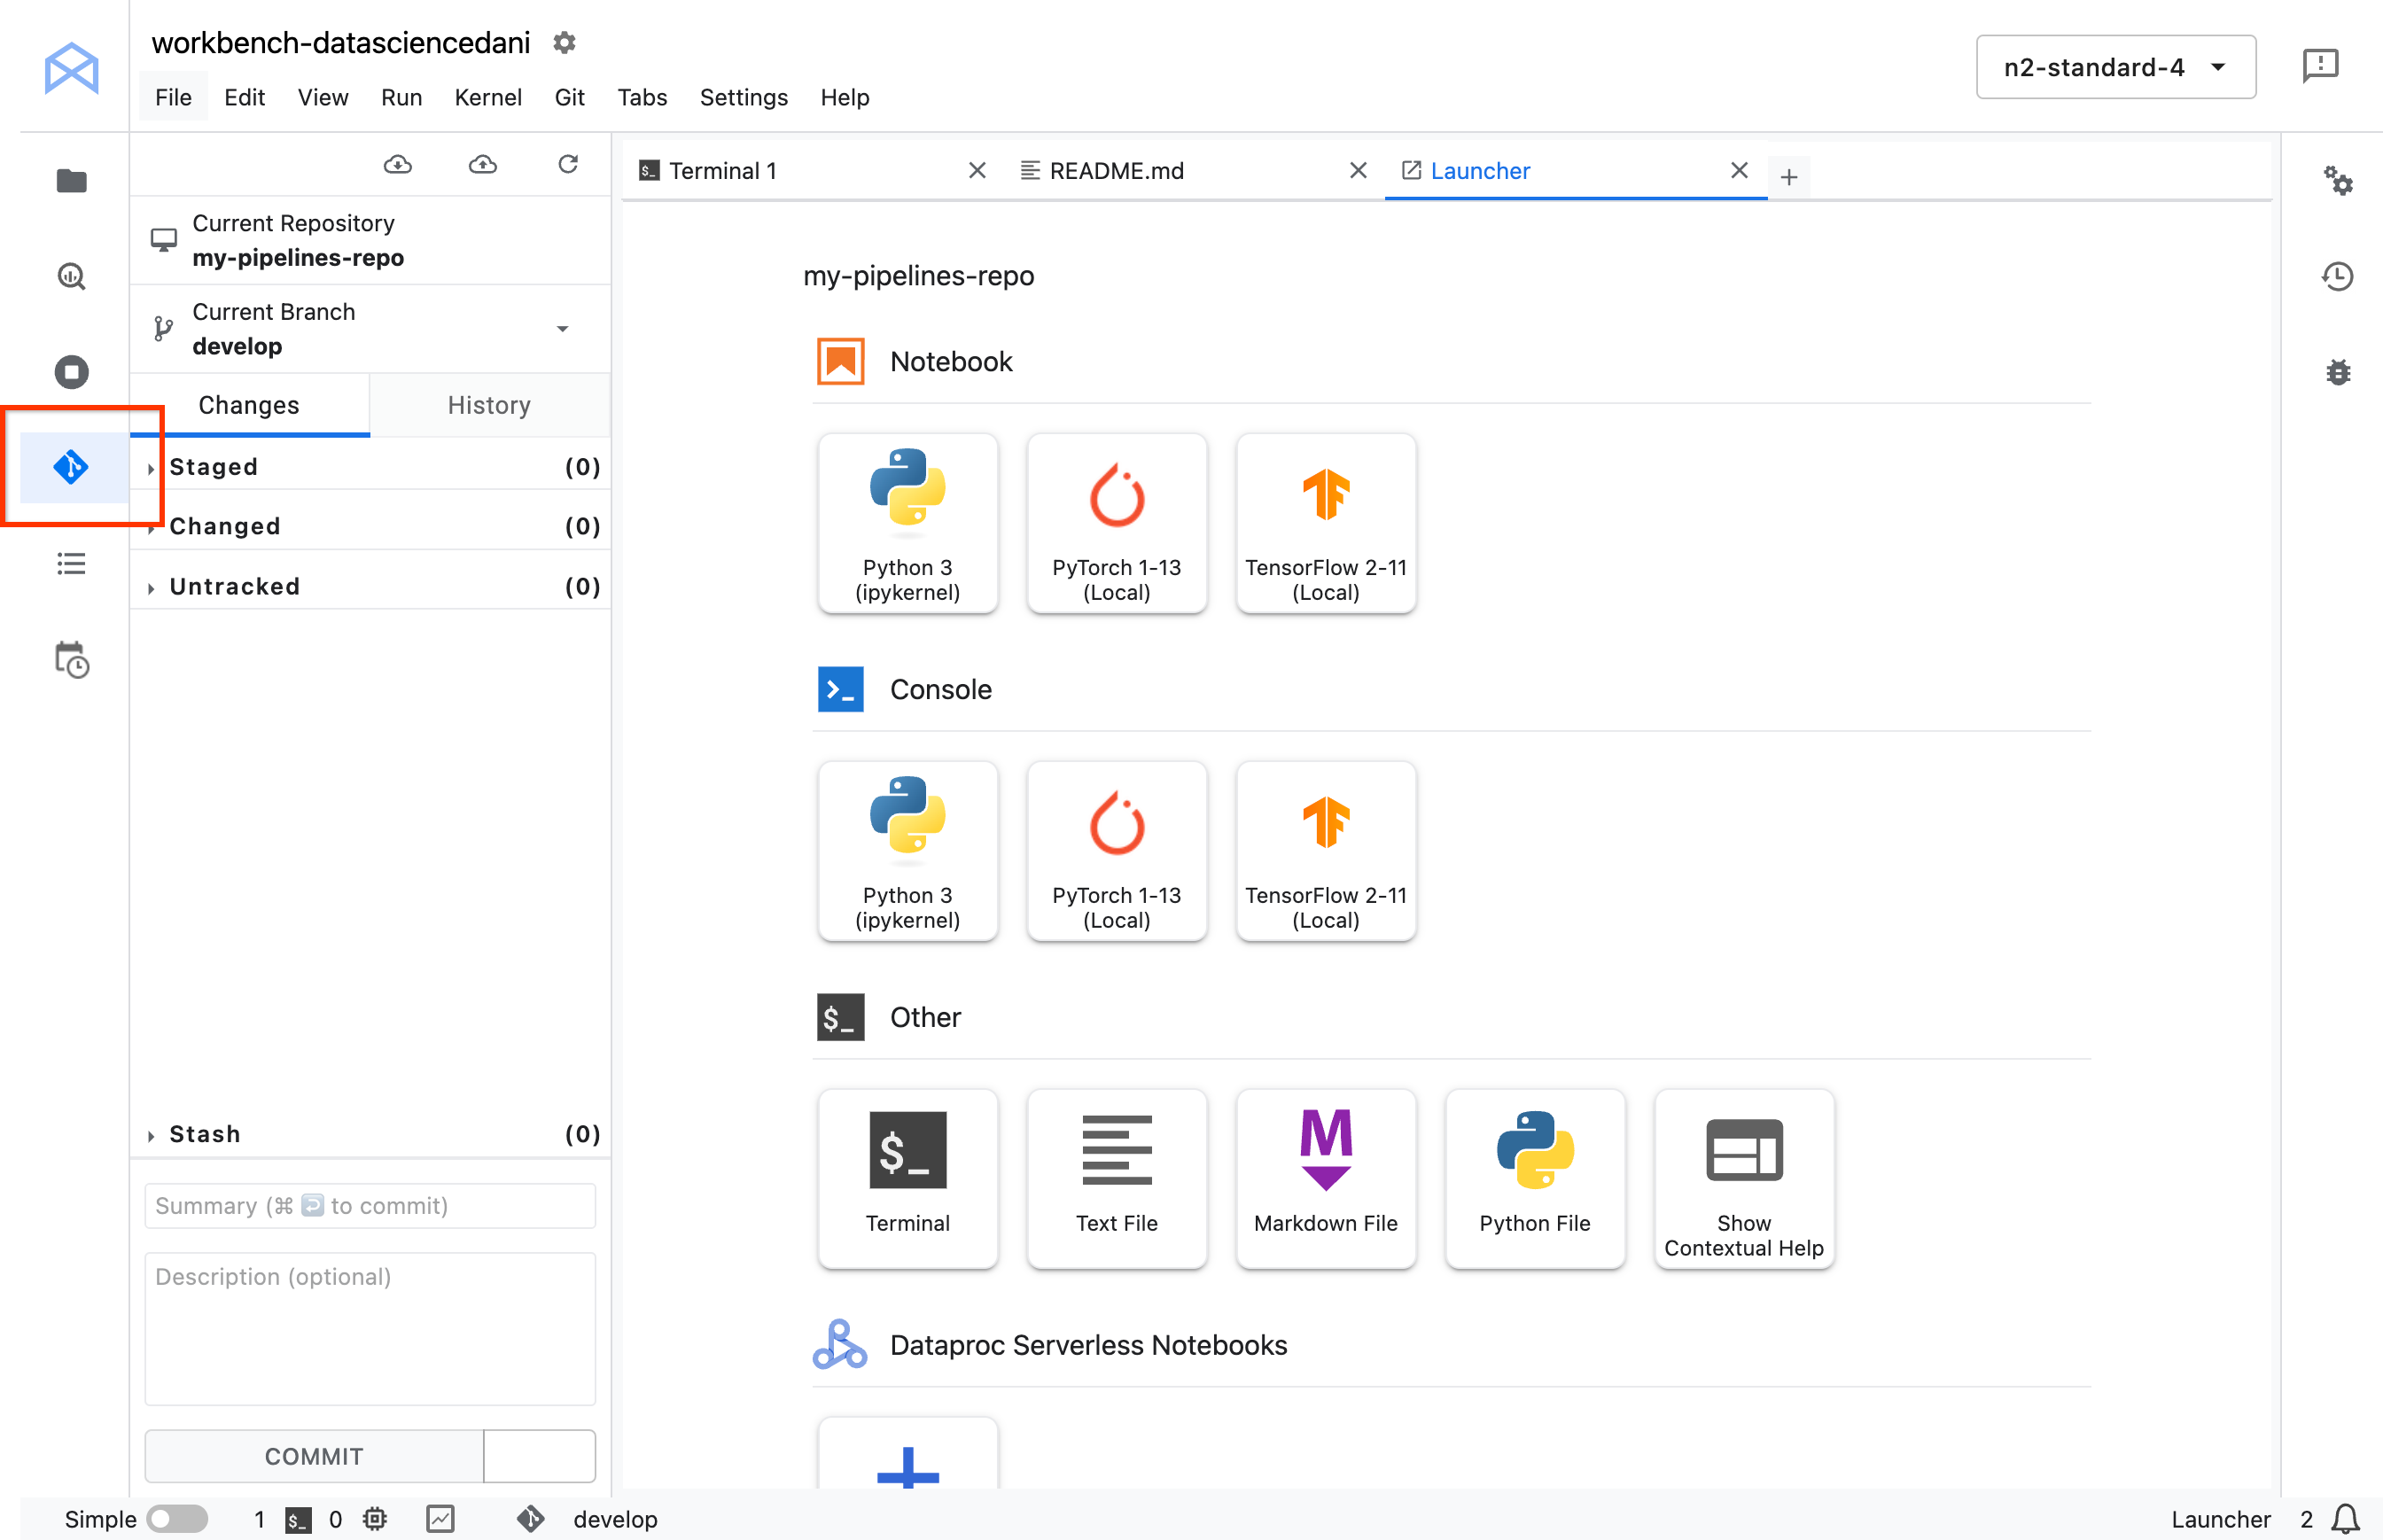 workbench-datasciencedani
n2-standard-4
File Edit View Run Kernel Git Tabs Settings Help
Terminal 1
README.md
Launcher
Current Repository
my-pipelines-repo
Current Branch
develop
Changes
History
Staged (0)
Changed (0)
Untracked (0)
Stash (0)
Summary (⌘ ↩ to commit)
Description (optional)
COMMIT
my-pipelines-repo
Notebook
Python 3
(ipykernel)
PyTorch 1-13
(Local)
TensorFlow 2-11
(Local)
Console
Python 3
(ipykernel)
PyTorch 1-13
(Local)
TensorFlow 2-11
(Local)
$_ Other
$_
Terminal
Text File
Markdown File
Python File
Show
Contextual Help
Dataproc Serverless Notebooks
Simple 1 $_ 0 develop
Launcher 2